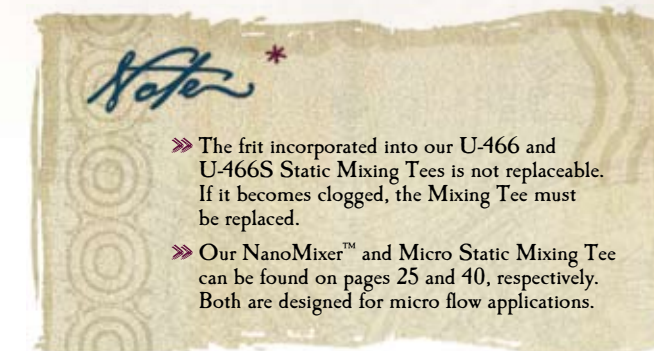 Notes*
» The frit incorporated into our U-466 and
U-466S Static Mixing Tees is not replaceable.
If it becomes clogged, the Mixing Tee must
be replaced.
» Our NanoMixer™ and Micro Static Mixing Tee
can be found on pages 25 and 40, respectively.
Both are designed for micro flow applications.